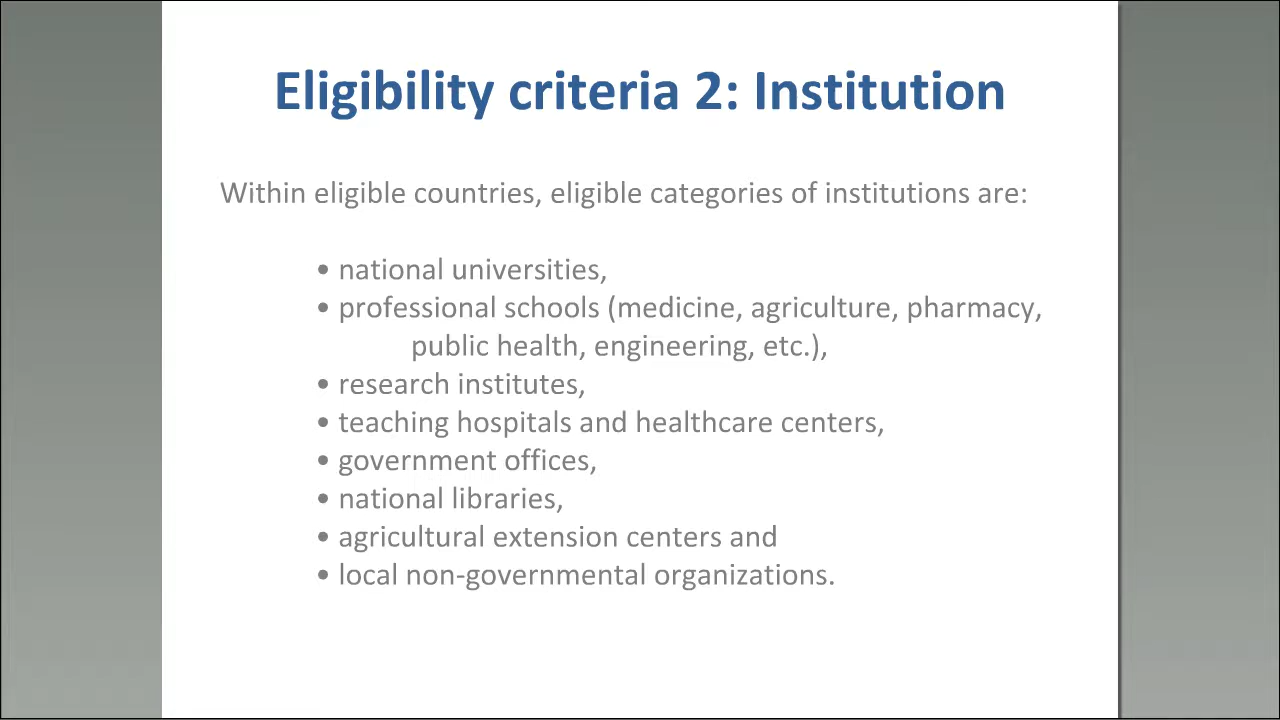 Eligibility criteria 2: Institution
Within eligible countries, eligible categories of institutions are:
• national universities,
• professional schools (medicine, agriculture, pharmacy,
public health, engineering, etc.),
• research institutes,
• teaching hospitals and healthcare centers,
• government offices,
• national libraries,
• agricultural extension centers and
• local non-governmental organizations.